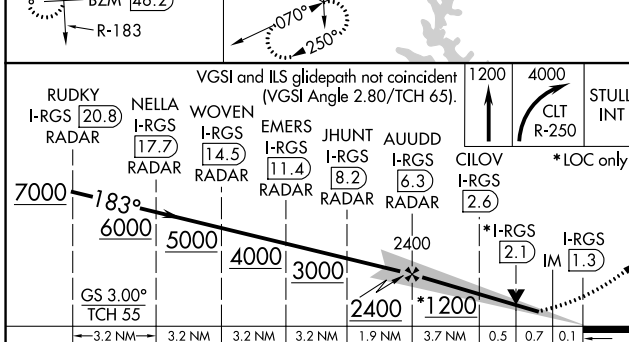 BZM 46.2
R-183
070°
250°
VGSI and ILS glidepath not coincident
(VGSI Angle 2.80/TCH 65).
1200
4000
CLT
R-250
STULL
INT
*LOC only
RUDKY
I-RGS 20.8
RADAR
NELLA
I-RGS
17.7
RADAR
WOVEN
I-RGS
14.5
RADAR
EMERS
I-RGS
11.4
RADAR
JHUNT
I-RGS
8.2
RADAR
AUUDD
I-RGS
6.3
RADAR
CILOV
I-RGS
2.6
*I-RGS
2.1
IM
I-RGS
1.3
7000
183°
6000
5000
4000
3000
2400
2400
*1200
GS 3.00°
TCH 55
3.2 NM
3.2 NM
3.2 NM
3.2 NM
1.9 NM
3.7 NM
0.5
0.7
0.1